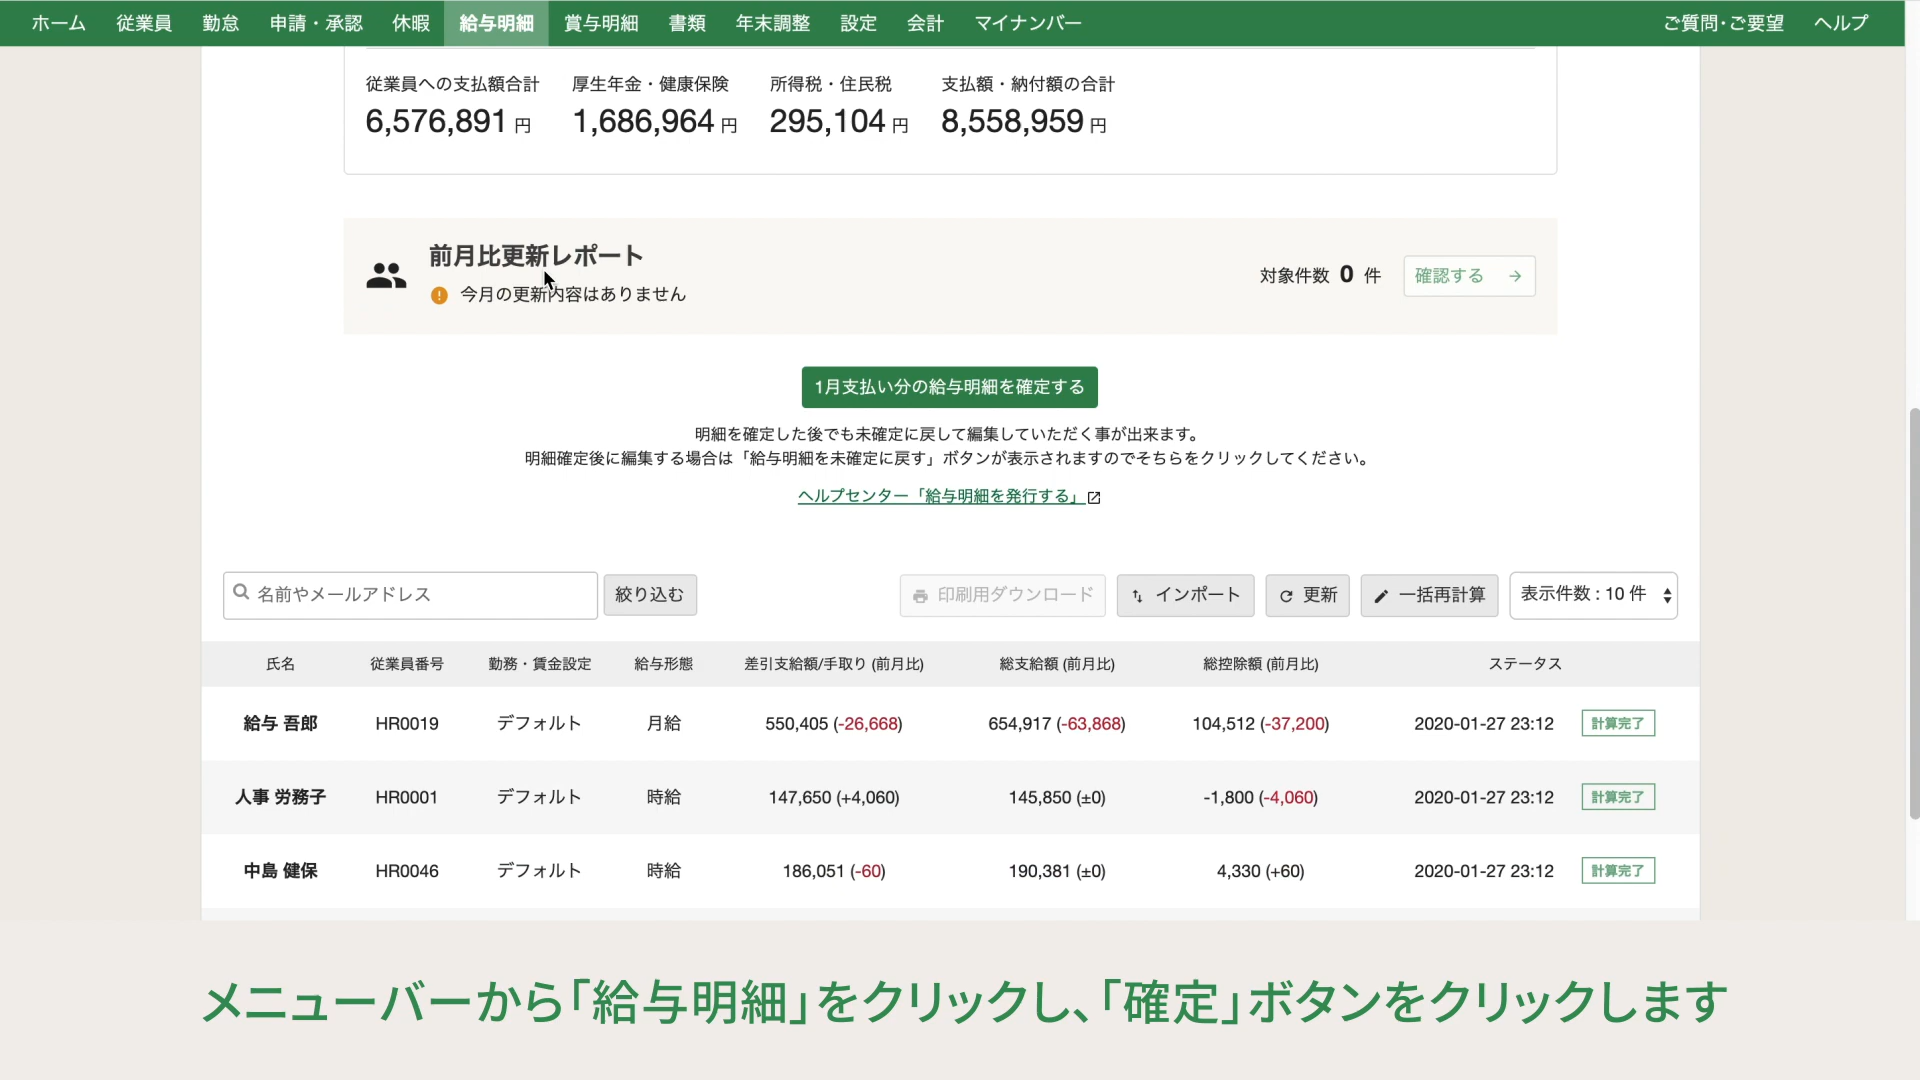 ホーム 従業員 勤怠 申請・承認 休暇 給与明細 賞与明細 書類 年末調整 設定 会計 マイナンバー ご質問・ご要望 ヘルプ
従業員への支払額合計 厚生年金・健康保険 所得税・住民税 支払額・納付額の合計
6,576,891 円 1,686,964 円 295,104 円 8,558,959 円
前月比更新レポート
今月の更新内容はありません
対象件数 0 件 確認する →
1月支払い分の給与明細を確定する
明細を確定した後でも未確定に戻して編集していただく事が出来ます。
明細確定後に編集する場合は「給与明細を未確定に戻す」ボタンが表示されますのでそちらをクリックしてください。
ヘルプセンター「給与明細を発行する」
名前やメールアドレス 絞り込む 印刷用ダウンロード インポート 更新 一括再計算 表示件数 : 10 件
氏名 従業員番号 勤務・賃金設定 給与形態 差引支給額/手取り (前月比) 総支給額 (前月比) 総控除額 (前月比) ステータス
給与 吾郎 HR0019 デフォルト 月給 550,405 (-26,668) 654,917 (-63,868) 104,512 (-37,200) 2020-01-27 23:12 計算完了
人事 労務子 HR0001 デフォルト 時給 147,650 (+4,060) 145,850 (±0) -1,800 (-4,060) 2020-01-27 23:12 計算完了
中島 健保 HR0046 デフォルト 時給 186,051 (-60) 190,381 (±0) 4,330 (+60) 2020-01-27 23:12 計算完了
メニューバーから「給与明細」をクリックし、「確定」ボタンをクリックします